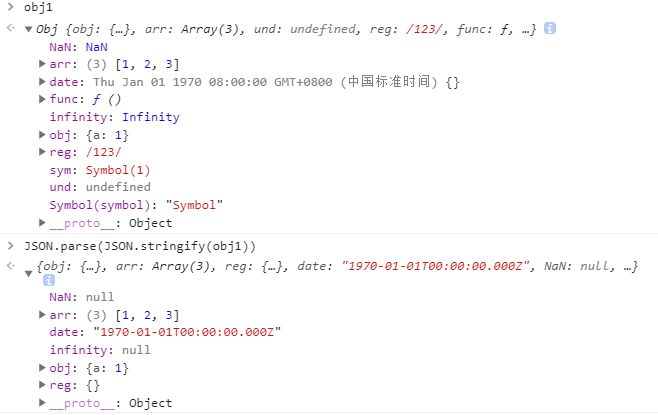 > obj1
Obj {obj: {…}, arr: Array(3), und: undefined, reg: /123/, func: ƒ, …} i
NaN: NaN
arr: (3) [1, 2, 3]
date: Thu Jan 01 1970 08:00:00 GMT+0800 (中国标准时间) {}
func: ƒ ()
infinity: Infinity
obj: {a: 1}
reg: /123/
sym: Symbol(1)
und: undefined
Symbol(symbol): "Symbol"
__proto__: Object
> JSON.parse(JSON.stringify(obj1))
{obj: {…}, arr: Array(3), reg: {…}, date: "1970-01-01T00:00:00.000Z", NaN: null, …}
i
NaN: null
arr: (3) [1, 2, 3]
date: "1970-01-01T00:00:00.000Z"
infinity: null
obj: {a: 1}
reg: {}
__proto__: Object